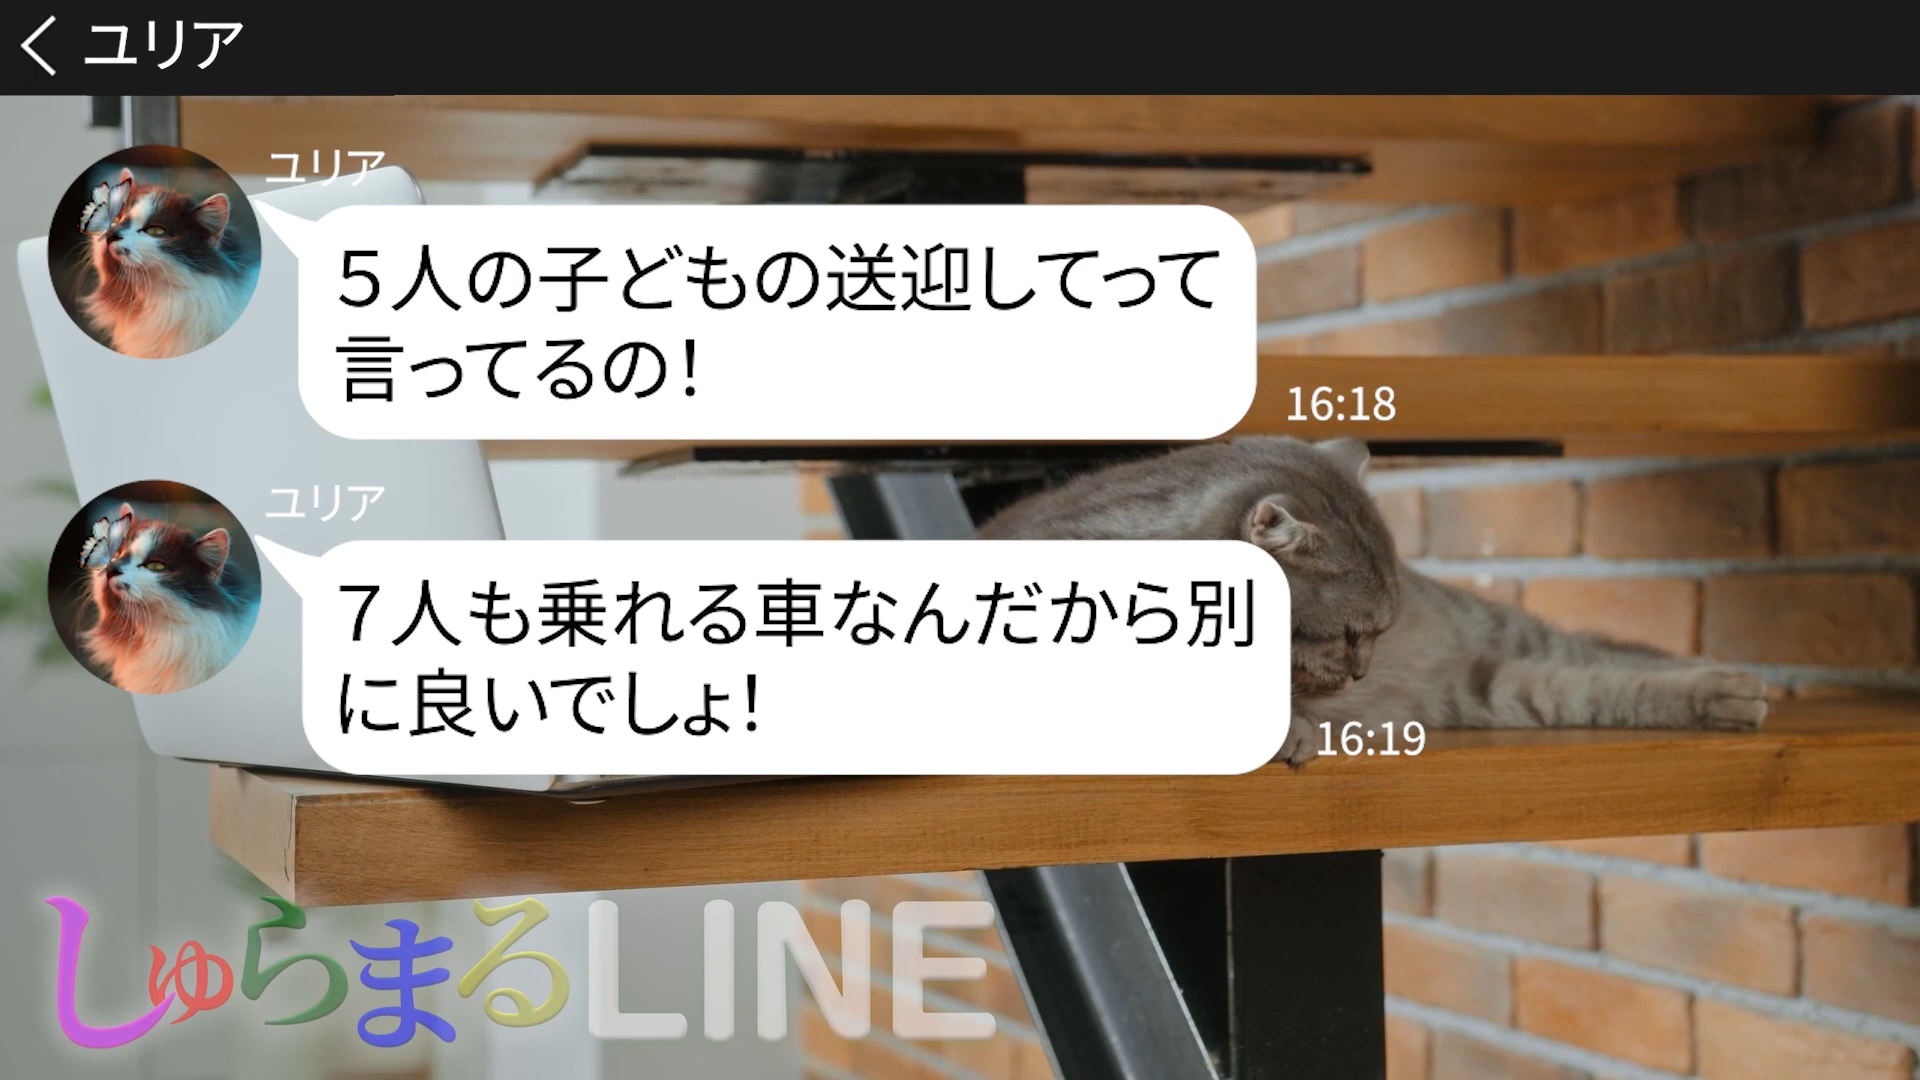 ユリア
ユリア
５人の子どもの送迎してって
言ってるの！
16:18
ユリア
７人も乗れる車なんだから別
に良いでしょ！
16:19
しゅらまるLINE